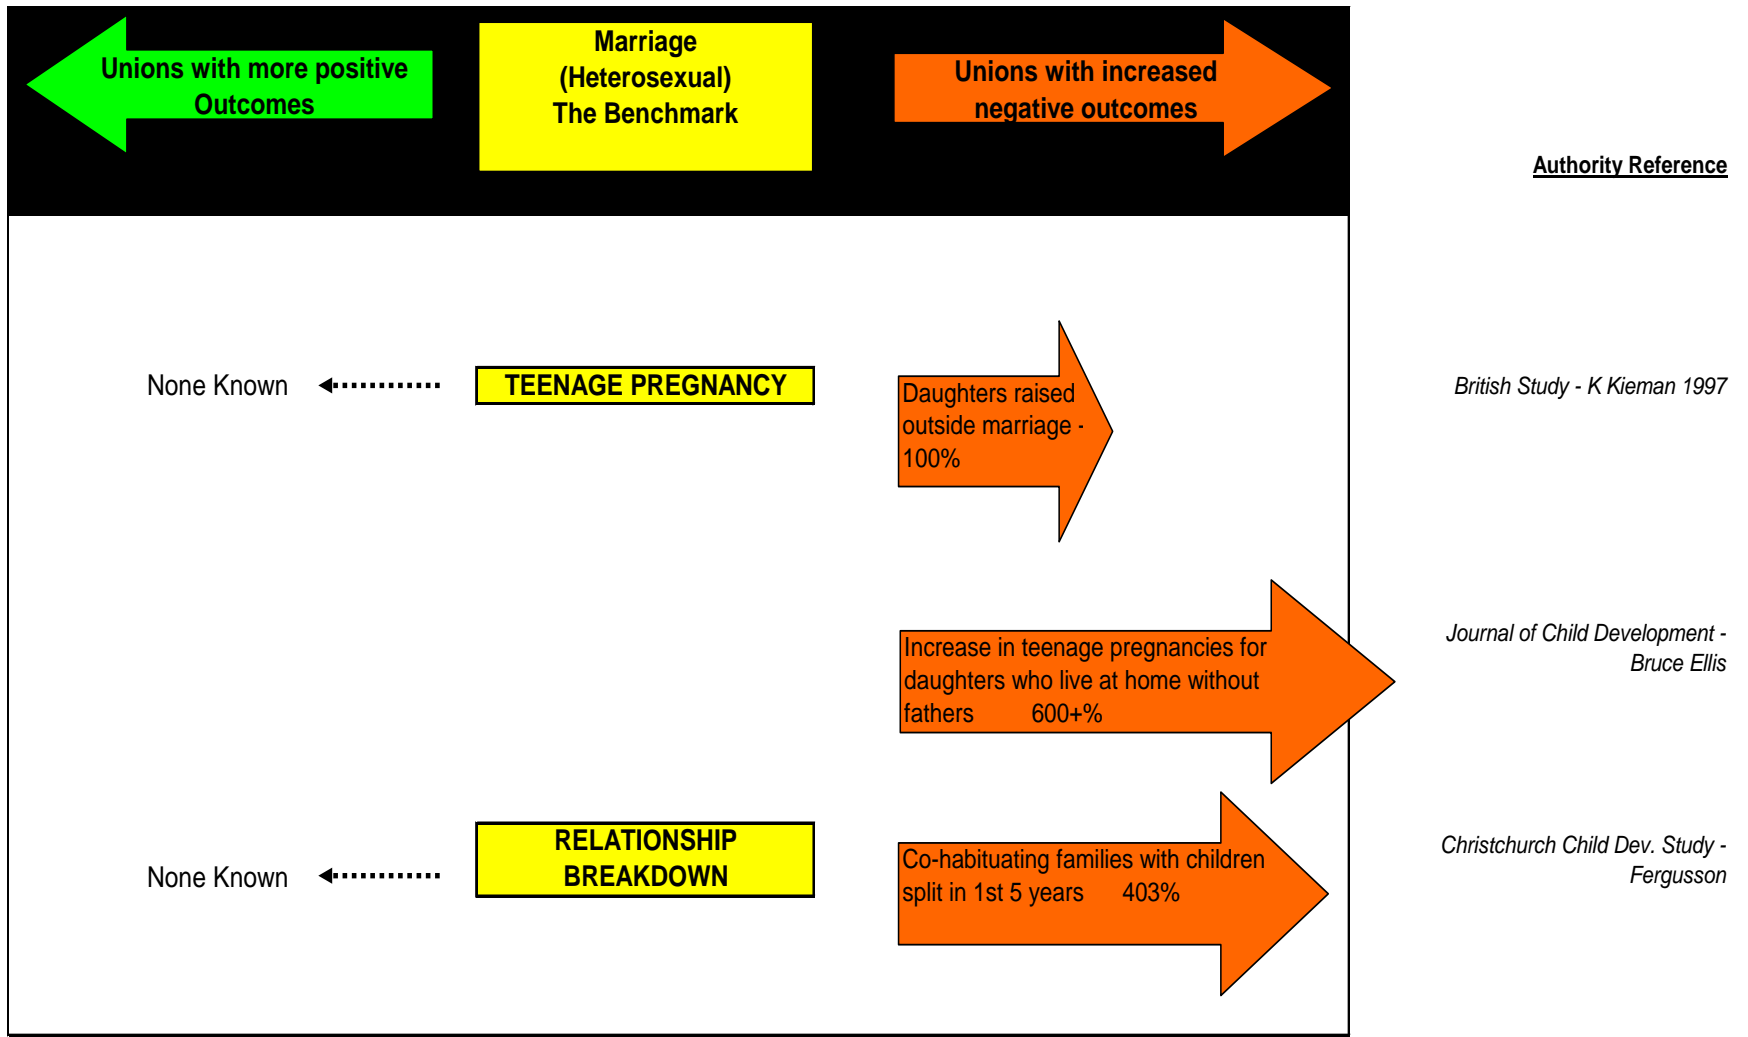 Unions with more positive
Outcomes
Marriage
(Heterosexual)
The Benchmark
Unions with increased
negative outcomes
Authority Reference
None Known
TEENAGE PREGNANCY
Daughters raised
outside marriage -
100%
British Study - K Kieman 1997
Increase in teenage pregnancies for
daughters who live at home without
fathers 600+%
Journal of Child Development -
Bruce Ellis
None Known
RELATIONSHIP
BREAKDOWN
Co-habituating families with children
split in 1st 5 years 403%
Christchurch Child Dev. Study -
Fergusson